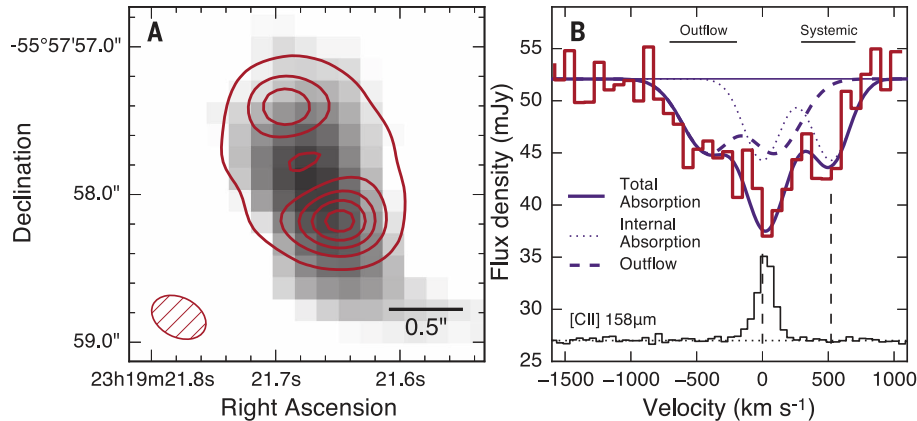 A
-55°57'57.0"
58.0"
59.0"
Declination
0.5"
23h19m21.8s 21.7s 21.6s
Right Ascension
B
Outflow Systemic
55
50
45
40
35
30
25
Flux density (mJy)
Total
Absorption
Internal
Absorption
Outflow
[CII] 158μm
−1500 −1000 −500 0 500 1000
Velocity (km s⁻¹)